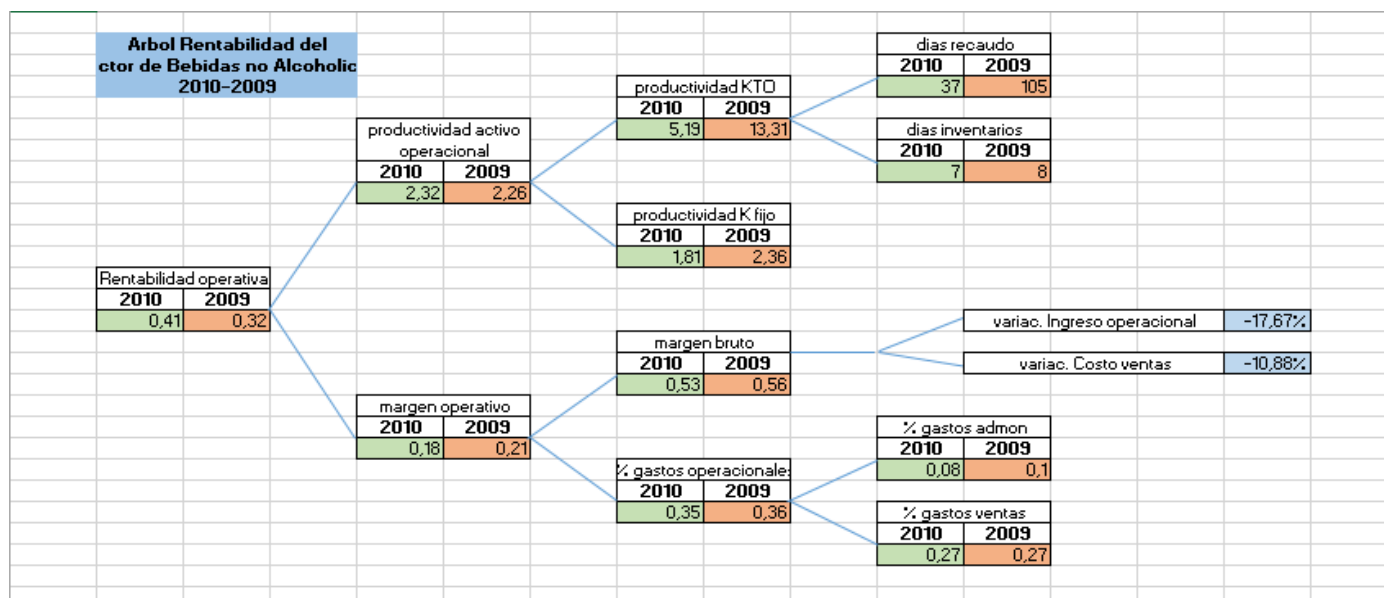 Arbol Rentabilidad del
ctor de Bebidas no Alcoholic
2010-2009
dias recaudo
2010 2009
37 105
productividad KTO
2010 2009
5,19 13,31
dias inventarios
2010 2009
7 8
productividad activo
operacional
2010 2009
2,32 2,26
productividad K fijo
2010 2009
1,81 2,36
Rentabilidad operativa
2010 2009
0,41 0,32
variac. Ingreso operacional -17,67%
variac. Costo ventas -10,88%
margen bruto
2010 2009
0,53 0,56
margen operativo
2010 2009
0,18 0,21
% gastos operacionales
2010 2009
0,35 0,36
% gastos admon
2010 2009
0,08 0,1
% gastos ventas
2010 2009
0,27 0,27